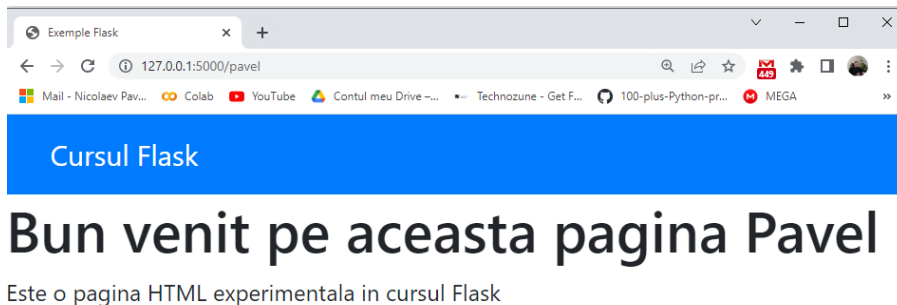 Exemple Flask
127.0.0.1:5000/pavel
449
Mail - Nicolaev Pav... Colab YouTube Contul meu Drive –... Technozune - Get F... 100-plus-Python-pr... MEGA »
Cursul Flask
Bun venit pe aceasta pagina Pavel
Este o pagina HTML experimentala in cursul Flask